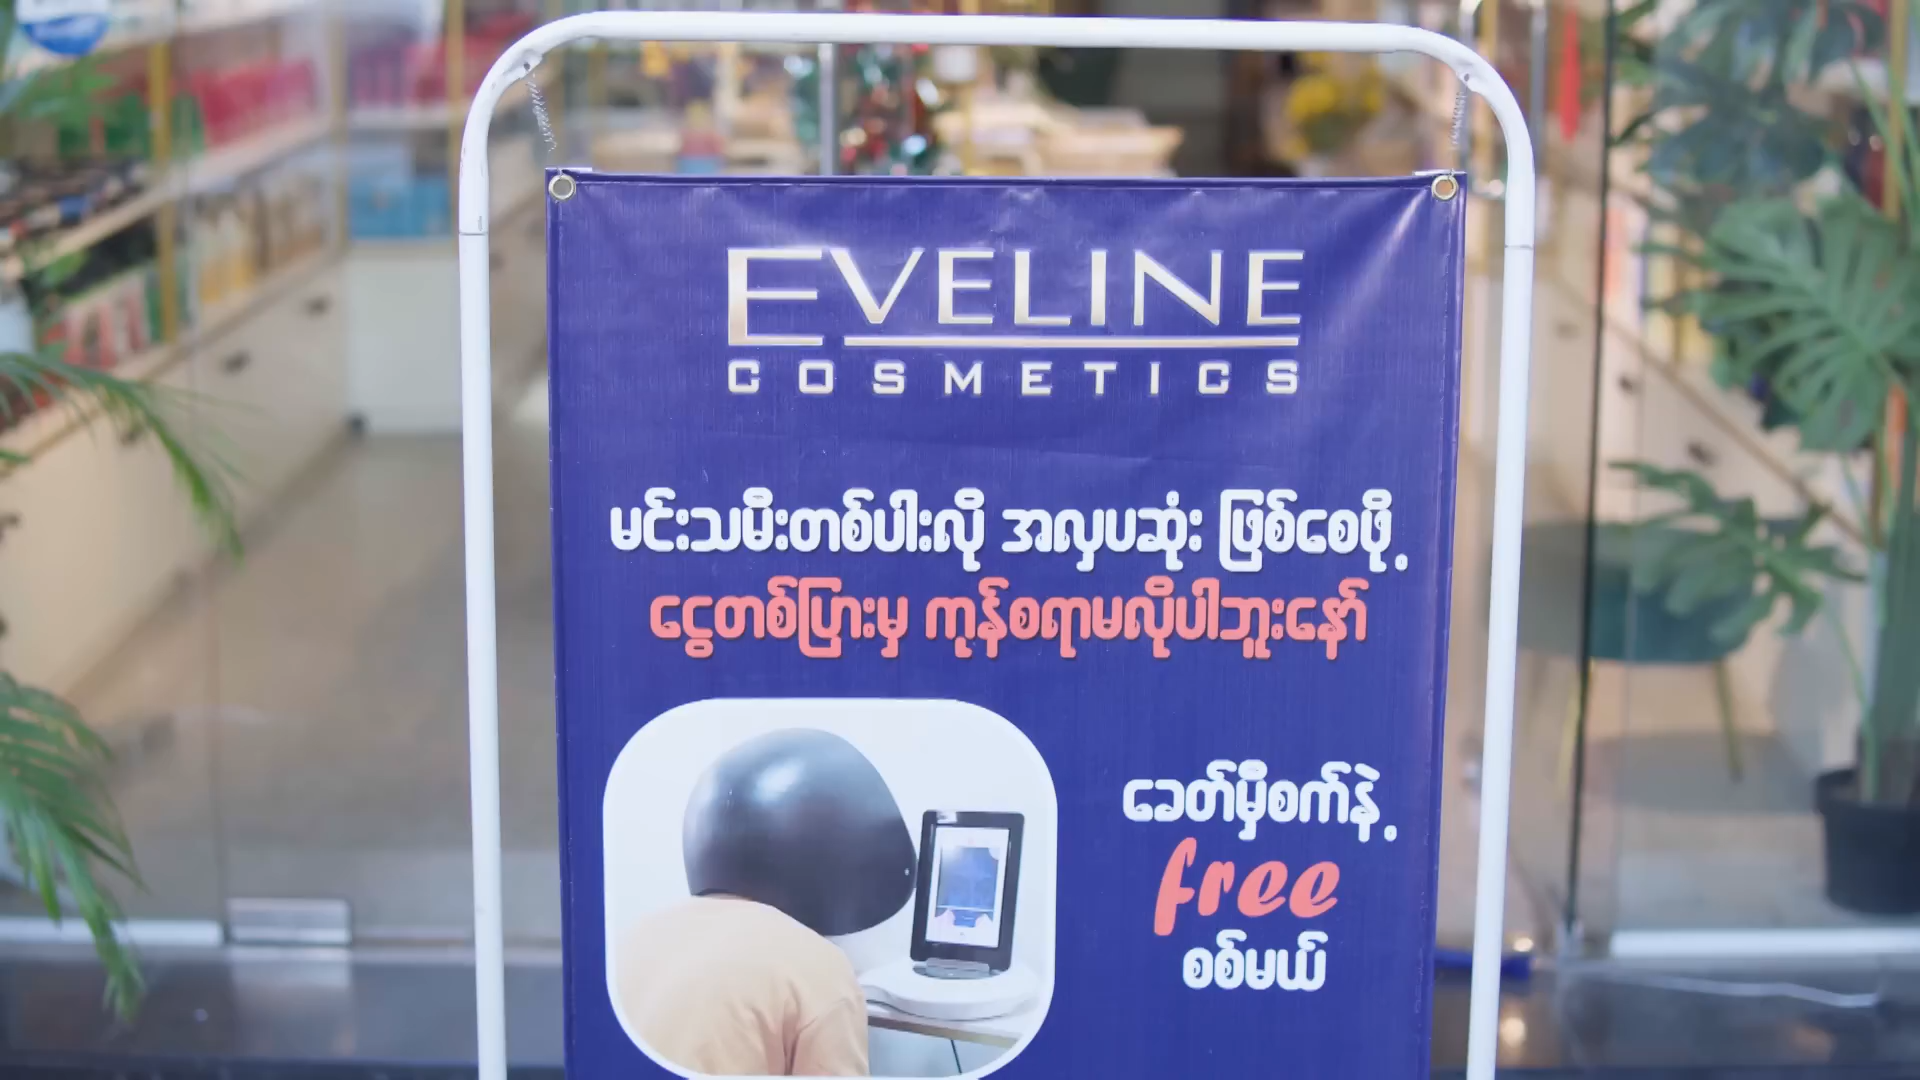 EVELINE
COSMETICS
မင်းသမီးတစ်ပါးလို အလှပဆုံး ဖြစ်စေဖို့
ငွေတစ်ပြားမှ ကုန်စရာမလိုပါဘူးနော်
ခေတ်မှီစက်နဲ့
free
စစ်မယ်